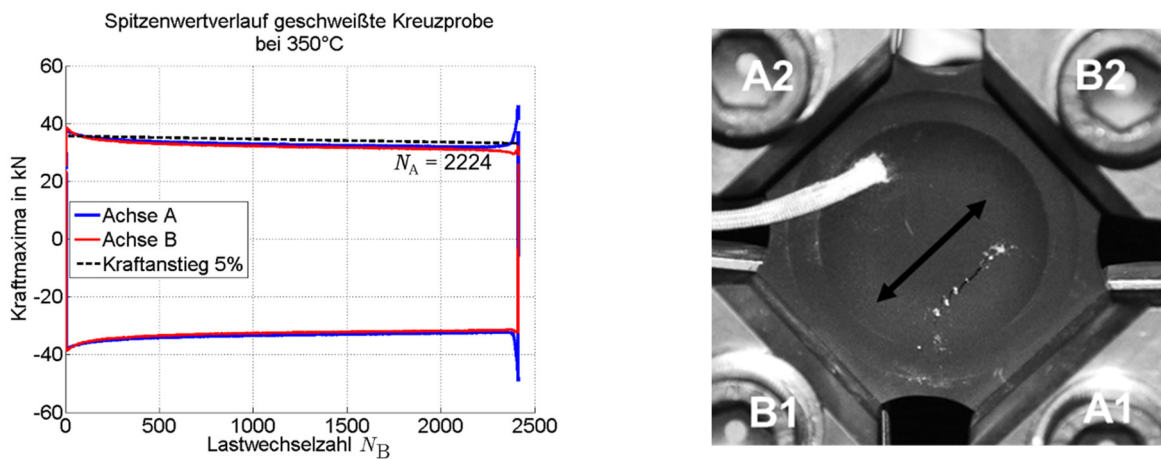 Spitzenwertverlauf geschweißte Kreuzprobe
bei 350°C
Kraftmaxima in kN
60
40
20
0
-20
-40
-60
N_A = 2224
Achse A
Achse B
Kraftanstieg 5%
0 500 1000 1500 2000 2500
Lastwechselzahl N_B
A2 B2
B1 A1